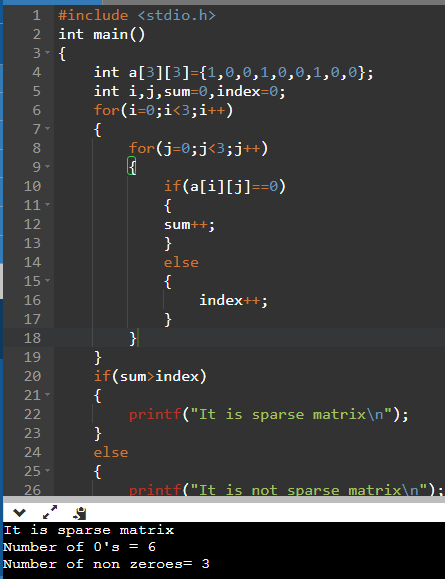 1 #include <stdio.h>
2 int main()
3 {
4     int a[3][3]={1,0,0,1,0,0,1,0,0};
5     int i,j,sum=0,index=0;
6     for(i=0;i<3;i++)
7     {
8         for(j=0;j<3;j++)
9         {
10             if(a[i][j]==0)
11             {
12             sum++;
13             }
14             else
15             {
16                 index++;
17             }
18         }
19     }
20     if(sum>index)
21     {
22         printf("It is sparse matrix\n");
23     }
24     else
25     {
26         printf("It is not sparse matrix\n");
It is sparse matrix
Number of 0's = 6
Number of non zeroes= 3